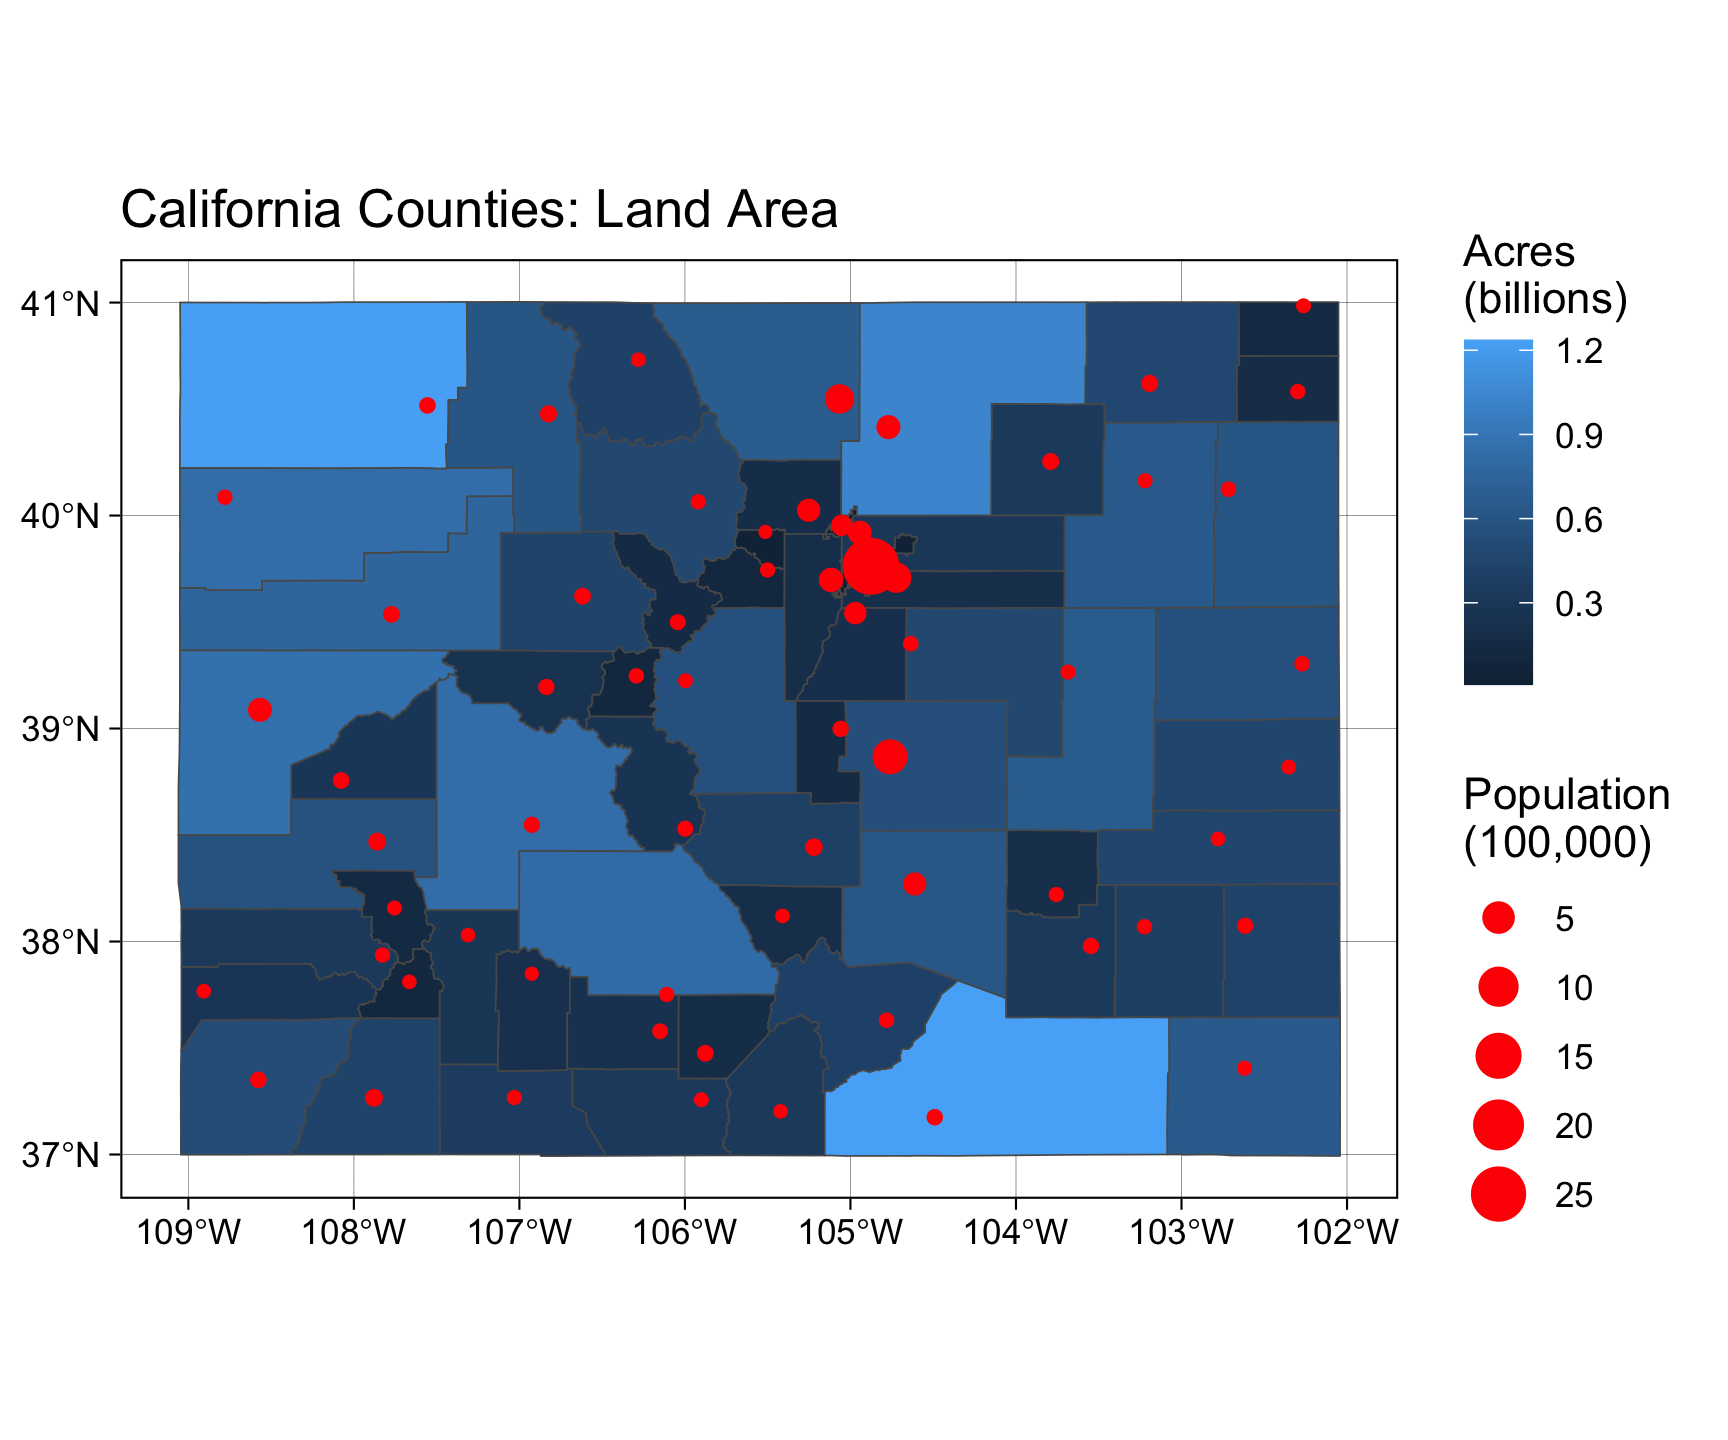 California Counties: Land Area
41°N
40°N
39°N
38°N
37°N
109°W 108°W 107°W 106°W 105°W 104°W 103°W 102°W
Acres
(billions)
1.2
0.9
0.6
0.3
Population
(100,000)
5
10
15
20
25